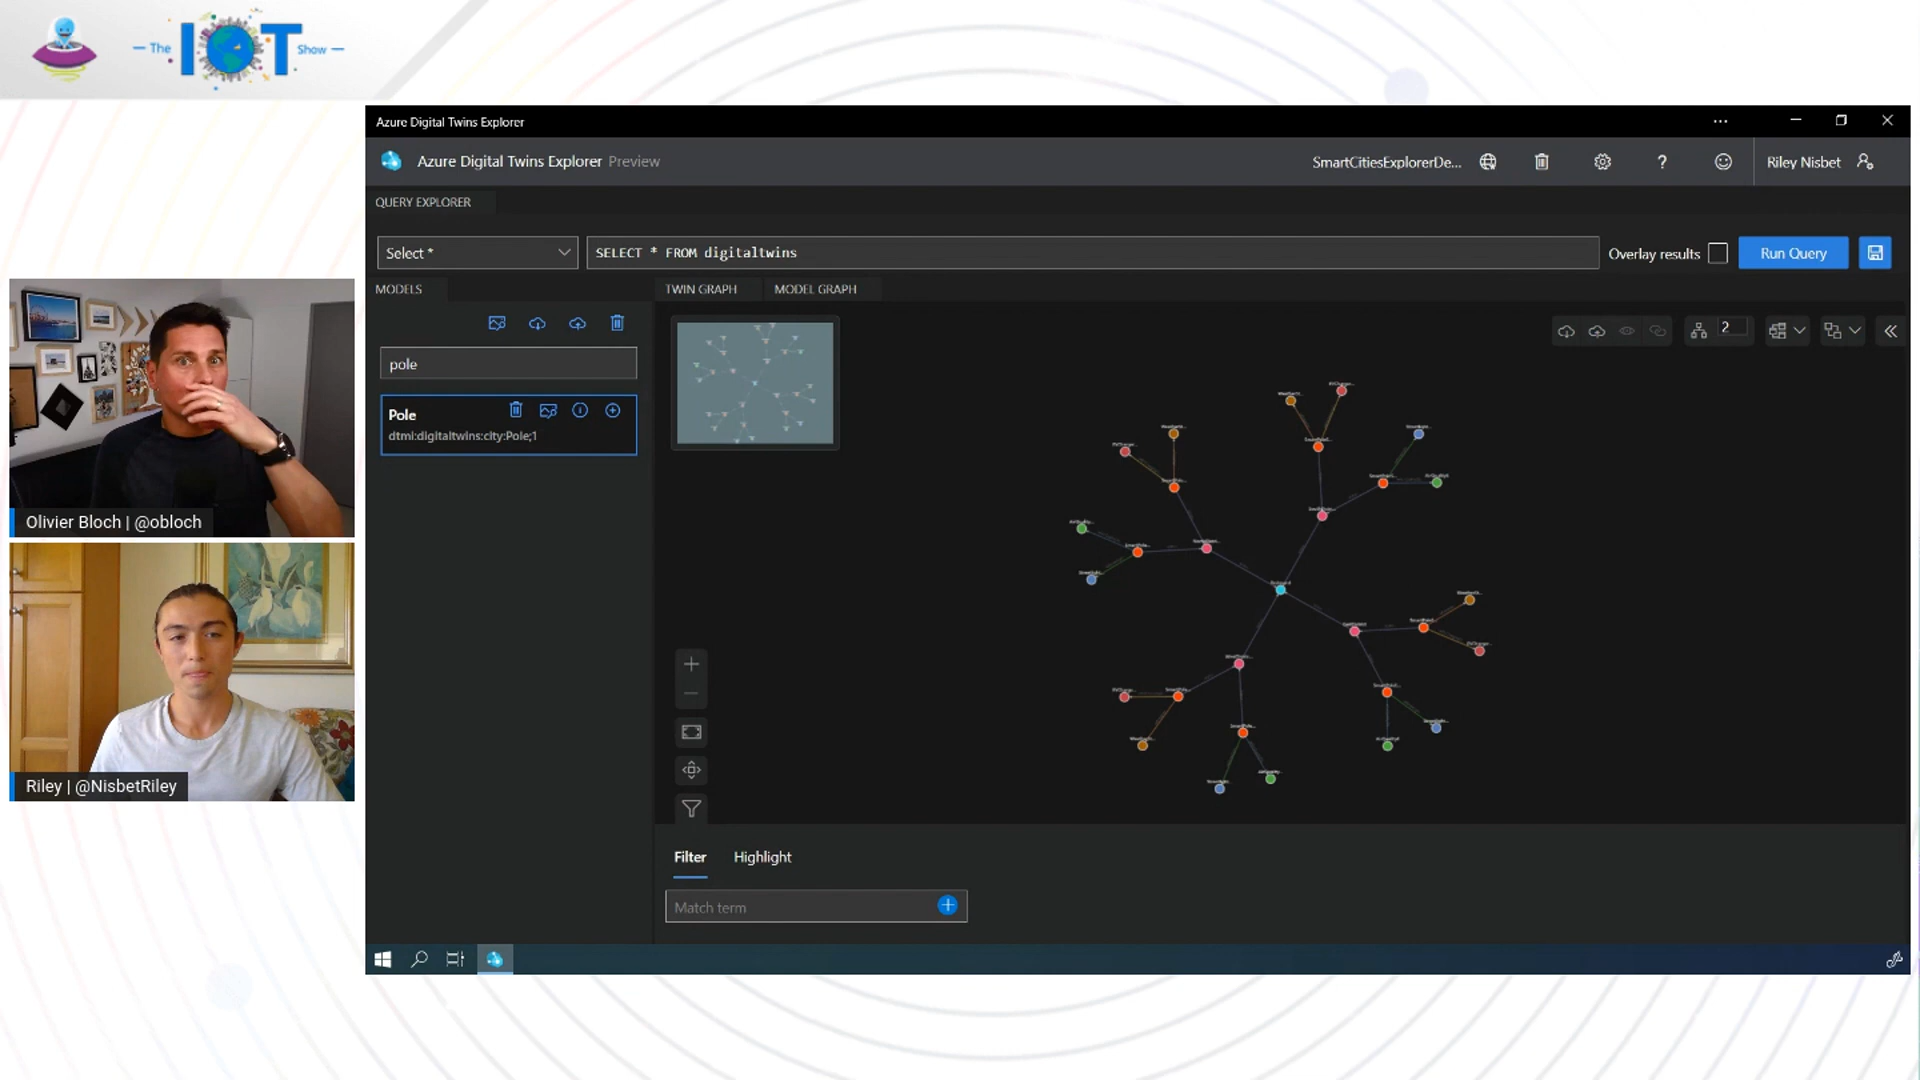 The IOT Show
Azure Digital Twins Explorer
Azure Digital Twins Explorer Preview
SmartCitiesExplorerDe...
Riley Nisbet
QUERY EXPLORER
Select *
SELECT * FROM digitaltwins
Overlay results
Run Query
MODELS
TWIN GRAPH
MODEL GRAPH
2
pole
Pole
dtmi:digitaltwins:city:Pole;1
Olivier Bloch | @obloch
Riley | @NisbetRiley
Filter
Highlight
Match term